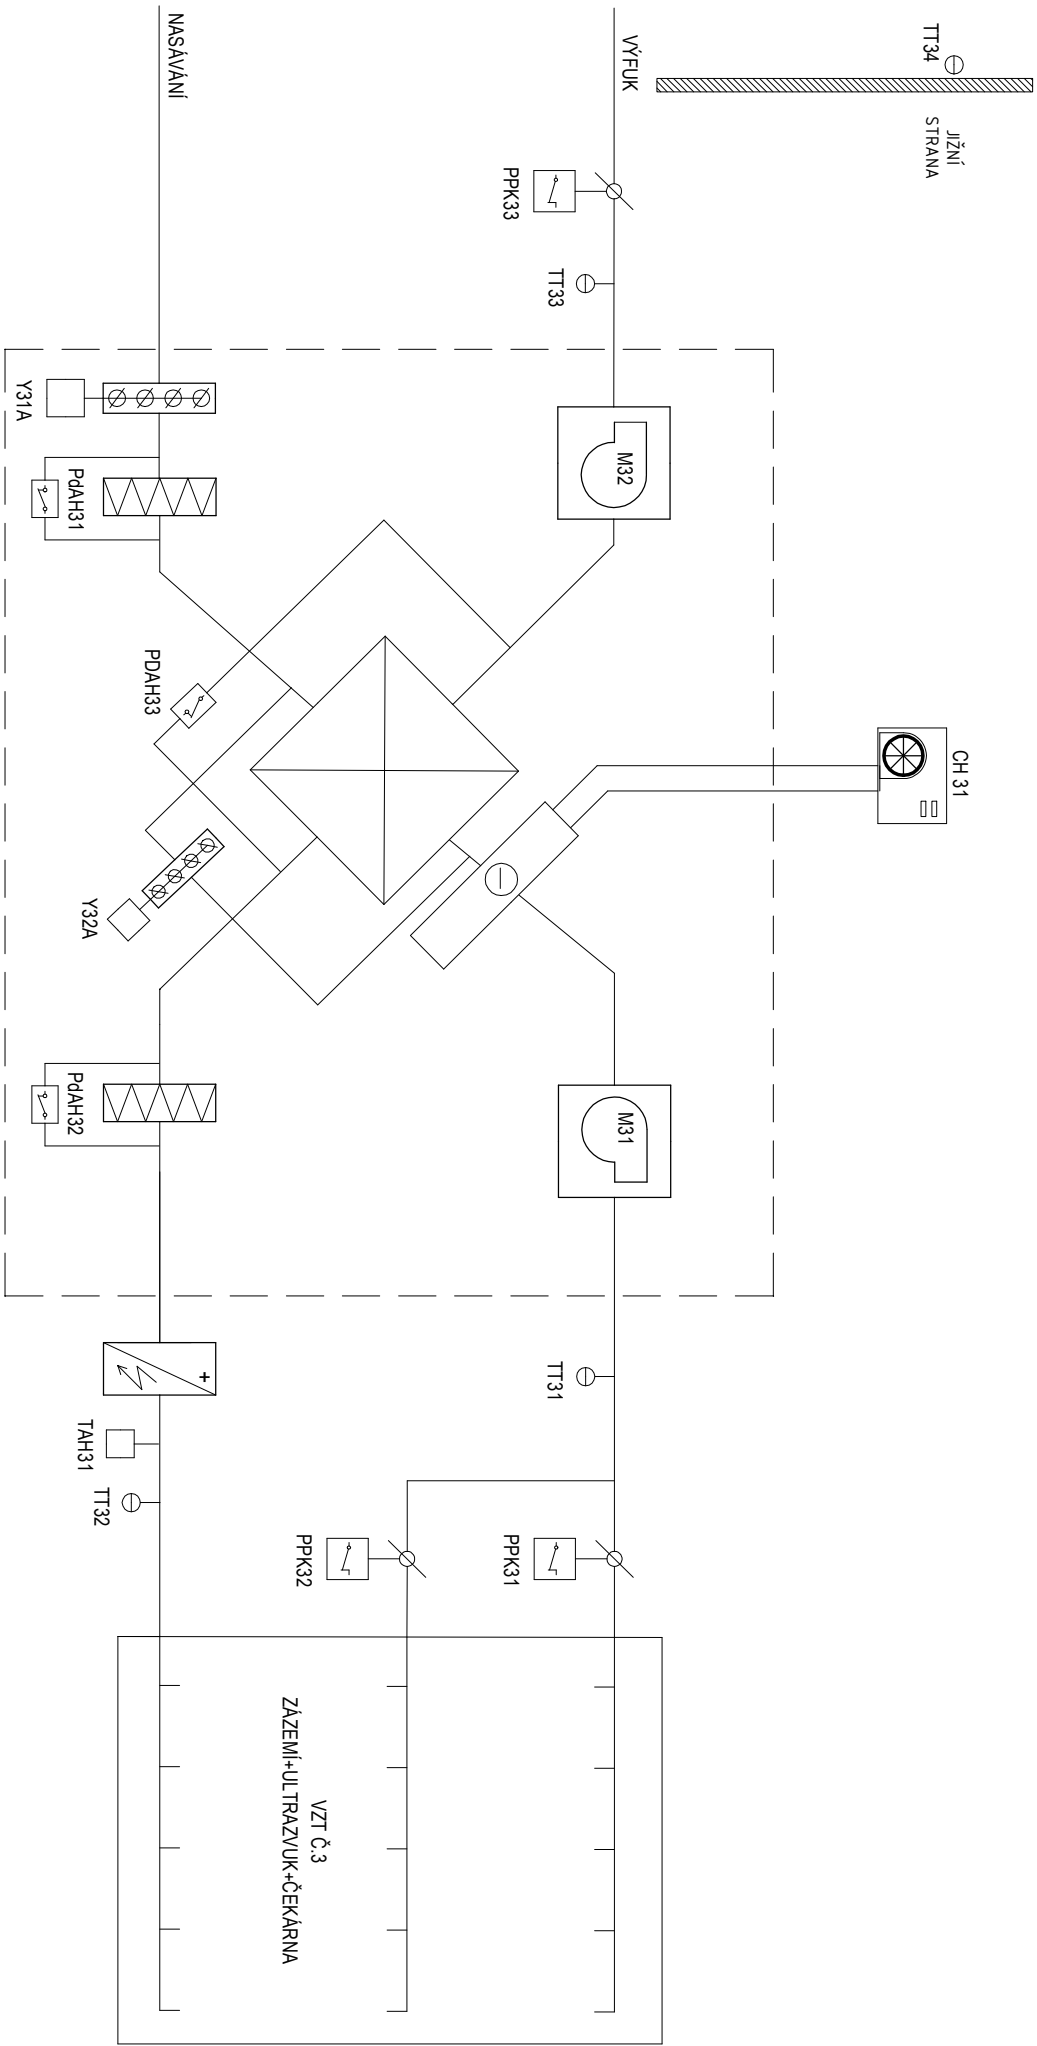 TT34
JIŽNÍ
STRANA
VÝFUK
NASÁVÁNÍ
PPK33
TT33
Y31A
M32
PdAH31
PDAH33
CH 31
Y32A
PdAH32
M31
+
TT31
TAH31
TT32
PPK32
PPK31
VZT Č.3
ZÁZEMÍ+ULTRAZVUK+ČEKÁRNA